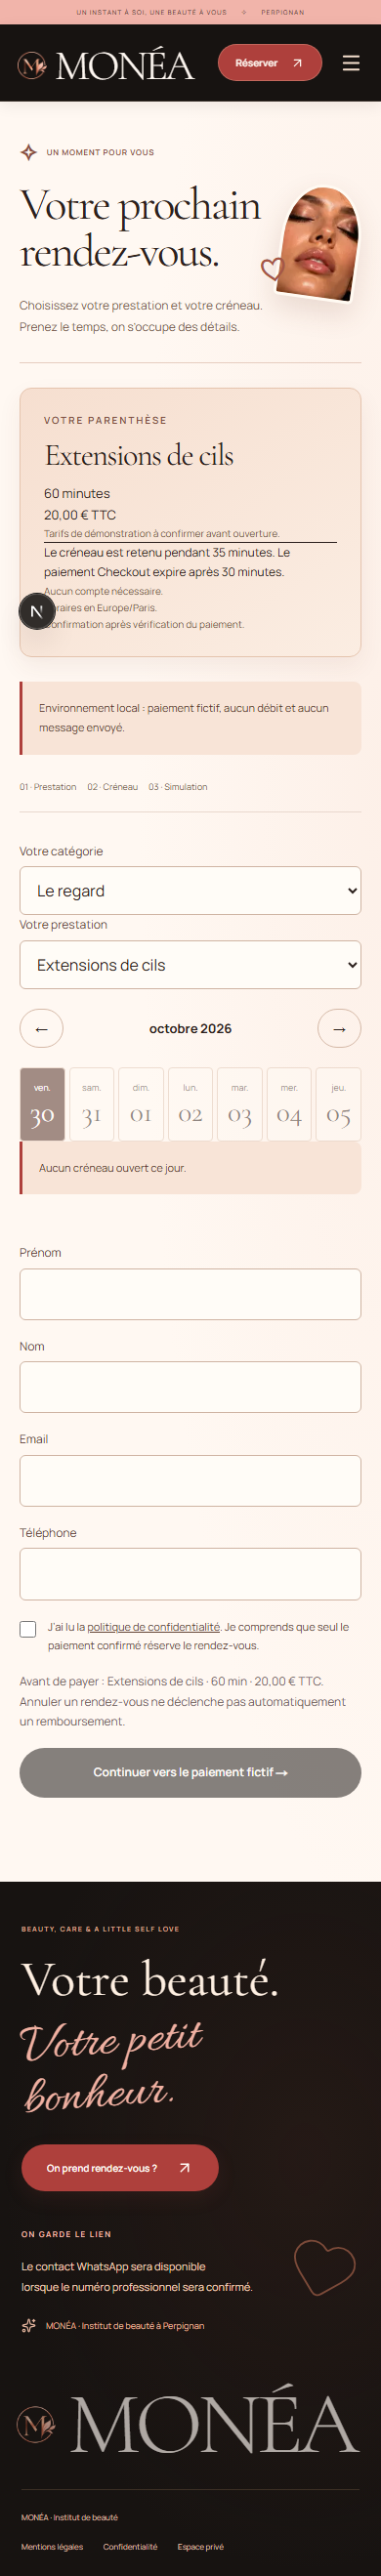 UN INSTANT À SOI, UNE BEAUTÉ À VOUS ✧ PERPIGNAN
M MONÉA
Réserver ↗
UN MOMENT POUR VOUS
Votre prochain
rendez-vous.
Choisissez votre prestation et votre créneau.
Prenez le temps, on s'occupe des détails.
VOTRE PARENTHÈSE
Extensions de cils
60 minutes
20,00 € TTC
Tarifs de démonstration à confirmer avant ouverture.
Le créneau est retenu pendant 35 minutes. Le
paiement Checkout expire après 30 minutes.
Aucun compte nécessaire.
N
oraires en Europe/Paris.
onfirmation après vérification du paiement.
Environnement local : paiement fictif, aucun débit et aucun
message envoyé.
01 · Prestation 02 · Créneau 03 · Simulation
Votre catégorie
Le regard
Votre prestation
Extensions de cils
← octobre 2026 →
ven. sam. dim. lun. mar. mer. jeu.
30 31 01 02 03 04 05
Aucun créneau ouvert ce jour.
Prénom
Nom
Email
Téléphone
J'ai lu la politique de confidentialité. Je comprends que seul le
paiement confirmé réserve le rendez-vous.
Avant de payer : Extensions de cils · 60 min · 20,00 € TTC.
Annuler un rendez-vous ne déclenche pas automatiquement
un remboursement.
Continuer vers le paiement fictif →
BEAUTY, CARE & A LITTLE SELF LOVE
Votre beauté.
Votre petit
bonheur.
On prend rendez-vous ? ↗
ON GARDE LE LIEN
Le contact WhatsApp sera disponible
lorsque le numéro professionnel sera confirmé.
MONÉA · Institut de beauté à Perpignan
M MONÉA
MONÉA · Institut de beauté
Mentions légales Confidentialité Espace privé